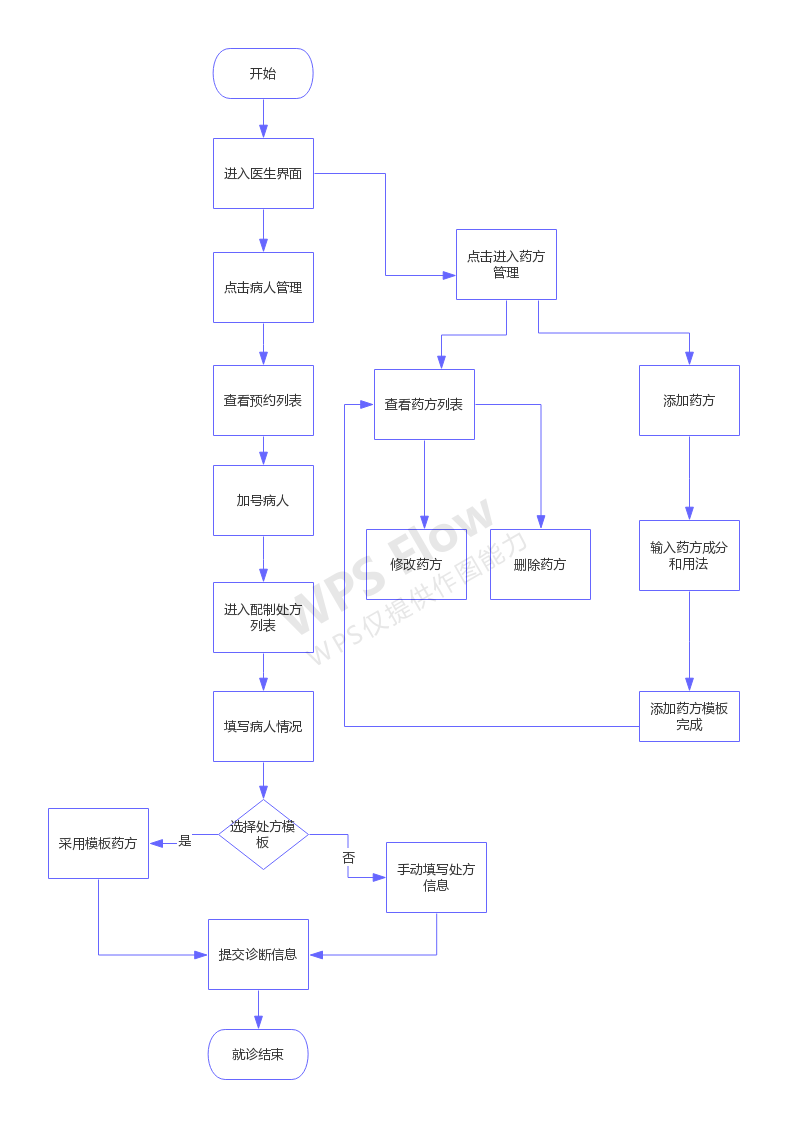 开始
进入医生界面
点击进入药方
管理
点击病人管理
查看预约列表
查看药方列表
添加药方
加号病人
修改药方
删除药方
输入药方成分
和用法
进入配制处方
列表
填写病人情况
添加药方模板
完成
选择处方模
板
是
否
采用模板药方
手动填写处方
信息
提交诊断信息
就诊结束
WPS Flow
WPS仅提供作图能力